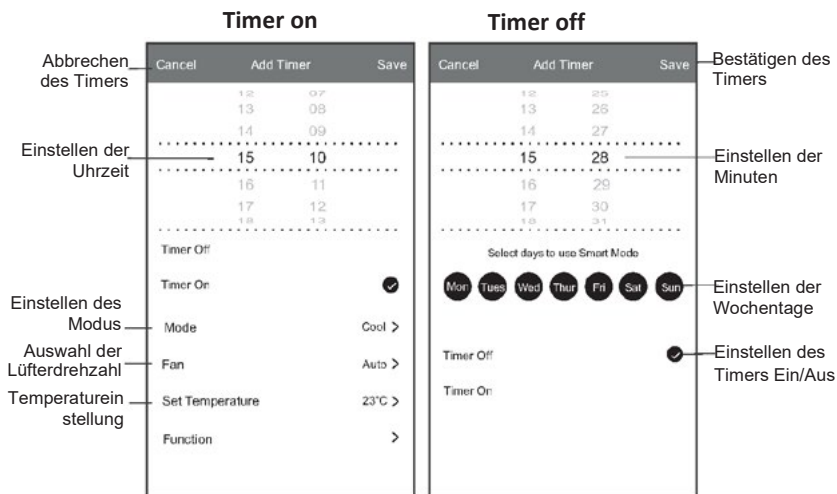 Timer on
Timer off
Abbrechen des Timers
Cancel
Add Timer
Save
12 07
13 08
14 09
Einstellen der Uhrzeit
15 10
16 11
17 12
18 13
Timer Off
Timer On
Einstellen des Modus
Mode
Cool >
Auswahl der Lüfterdrehzahl
Fan
Auto >
Temperaturein stellung
Set Temperature
23°C >
Function
>
Cancel
Add Timer
Save
Bestätigen des Timers
12 25
13 26
14 27
15 28
Einstellen der Minuten
16 29
17 30
18 31
Select days to use Smart Mode
Mon Tues Wed Thur Fri Sat Sun
Einstellen der Wochentage
Timer Off
Einstellen des Timers Ein/Aus
Timer On